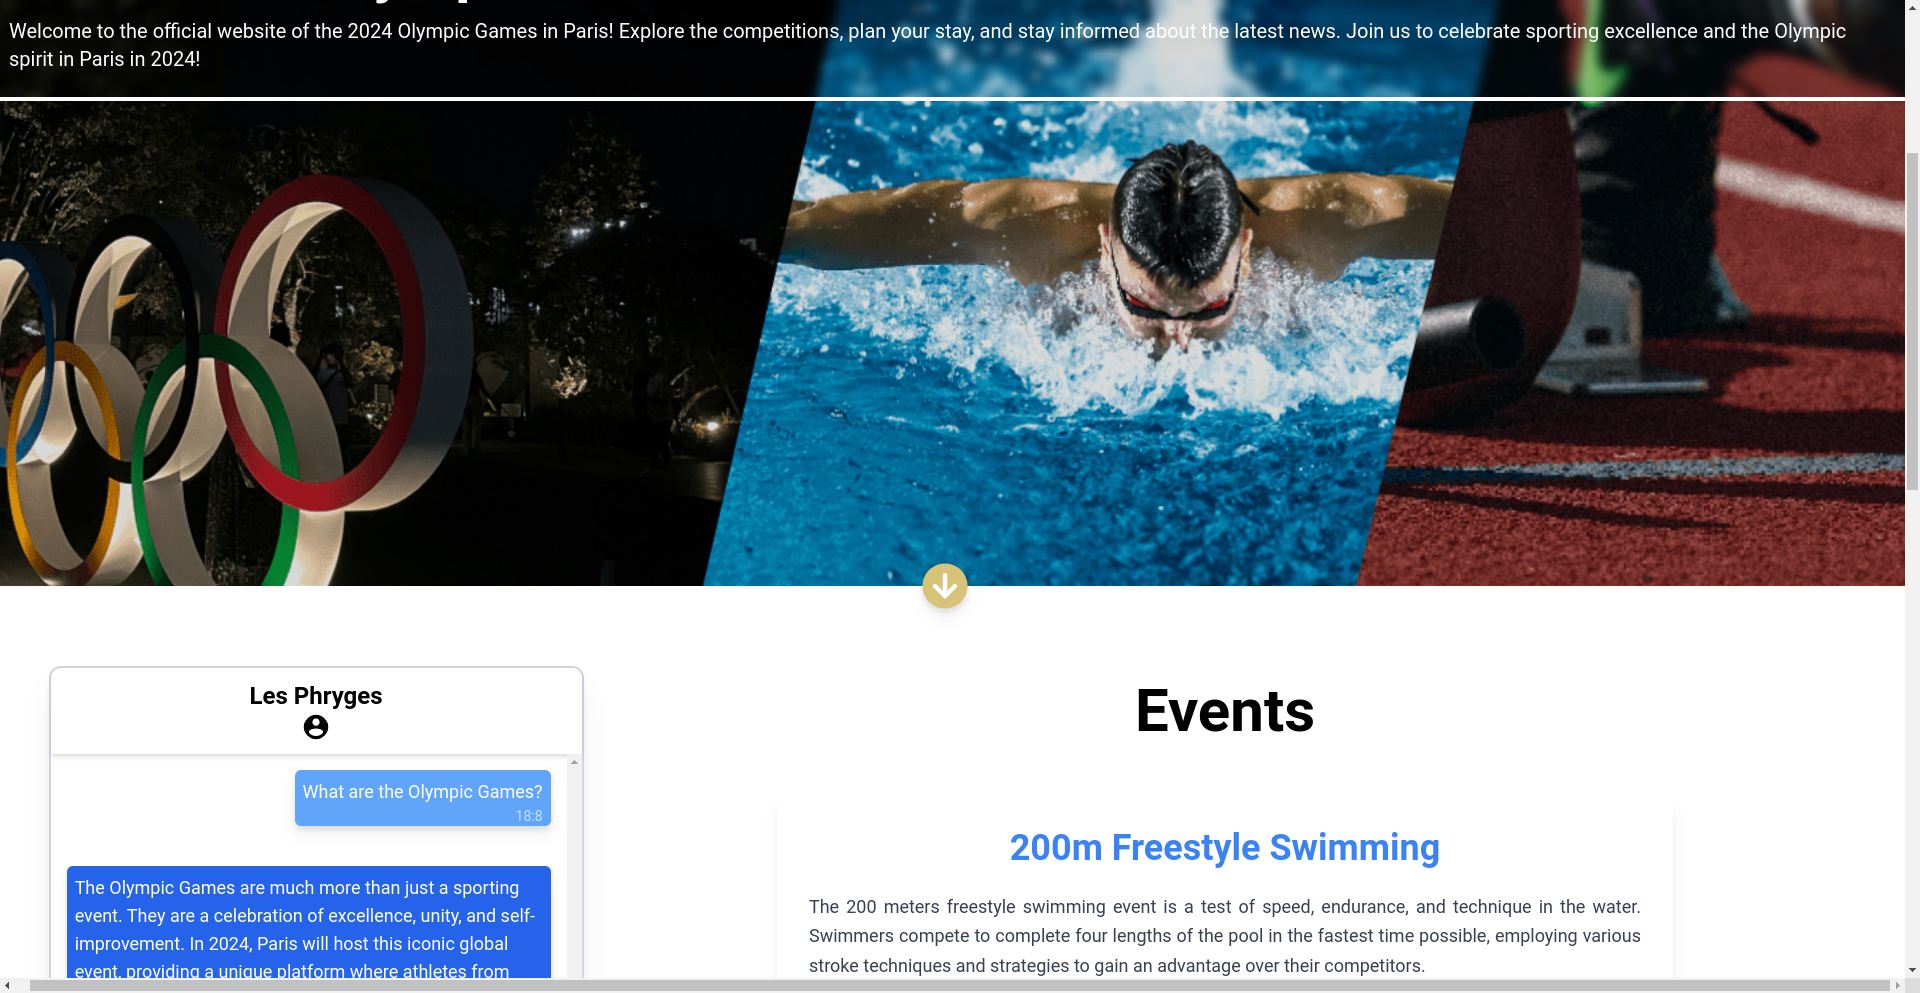 Welcome to the official website of the 2024 Olympic Games in Paris! Explore the competitions, plan your stay, and stay informed about the latest news. Join us to celebrate sporting excellence and the Olympic
spirit in Paris in 2024!
Les Phryges
What are the Olympic Games?
18:8
The Olympic Games are much more than just a sporting
event. They are a celebration of excellence, unity, and self-
improvement. In 2024, Paris will host this iconic global
event, providing a unique platform where athletes from
Events
200m Freestyle Swimming
The 200 meters freestyle swimming event is a test of speed, endurance, and technique in the water.
Swimmers compete to complete four lengths of the pool in the fastest time possible, employing various
stroke techniques and strategies to gain an advantage over their competitors.